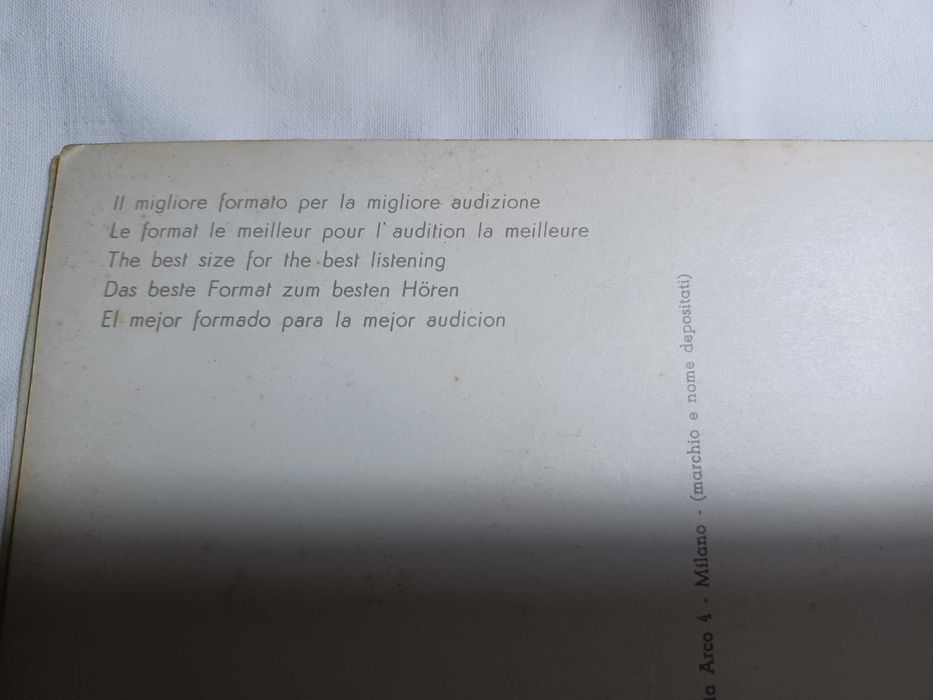 Il migliore formato per la migliore audizione
Le format le meilleur pour l' audition la meilleure
The best size for the best listening
Das beste Format zum besten Hören
El mejor formado para la mejor audicion
Arco 4 - Milano - (marchio e nome depositati)